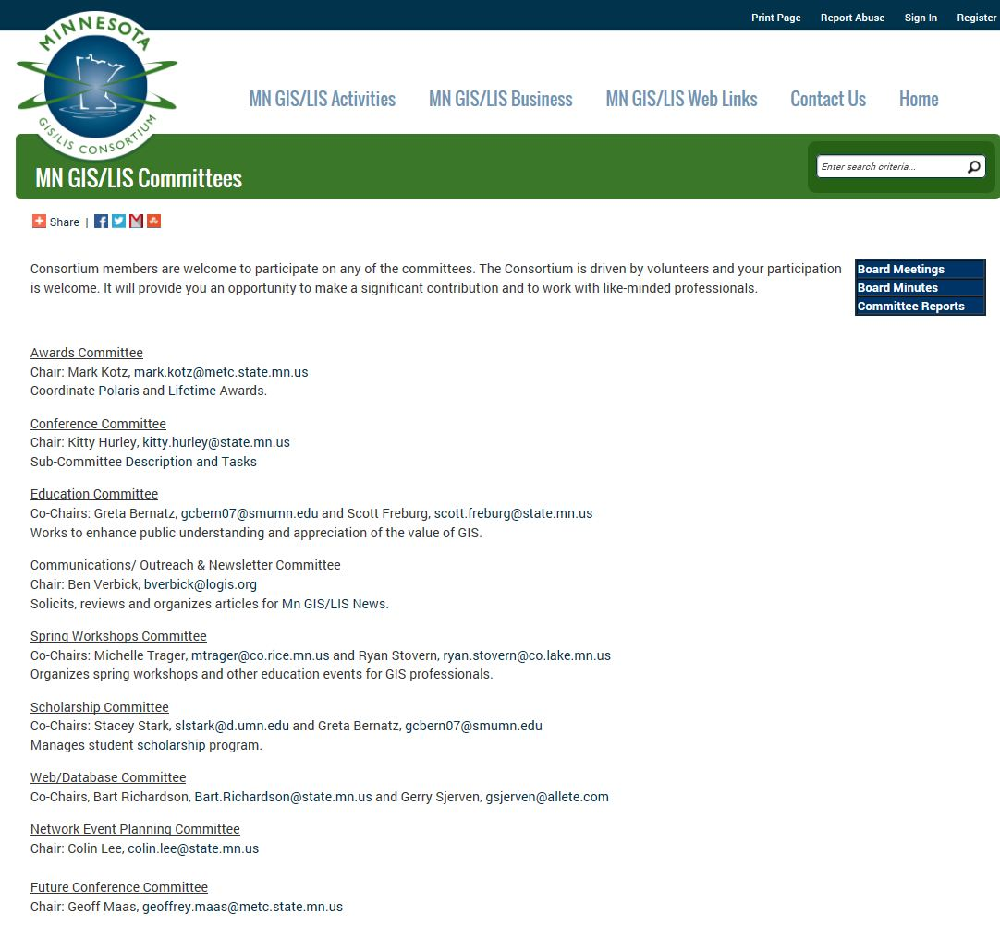 Print Page Report Abuse Sign In Register
MINNESOTA
GIS/LIS CONSORTIUM
MN GIS/LIS Activities MN GIS/LIS Business MN GIS/LIS Web Links Contact Us Home
MN GIS/LIS Committees
Enter search criteria...
Share |
Consortium members are welcome to participate on any of the committees. The Consortium is driven by volunteers and your participation
is welcome. It will provide you an opportunity to make a significant contribution and to work with like-minded professionals.
Board Meetings
Board Minutes
Committee Reports
Awards Committee
Chair: Mark Kotz, mark.kotz@metc.state.mn.us
Coordinate Polaris and Lifetime Awards.
Conference Committee
Chair: Kitty Hurley, kitty.hurley@state.mn.us
Sub-Committee Description and Tasks
Education Committee
Co-Chairs: Greta Bernatz, gcbern07@smumn.edu and Scott Freburg, scott.freburg@state.mn.us
Works to enhance public understanding and appreciation of the value of GIS.
Communications/ Outreach & Newsletter Committee
Chair: Ben Verbick, bverbick@logis.org
Solicits, reviews and organizes articles for Mn GIS/LIS News.
Spring Workshops Committee
Co-Chairs: Michelle Trager, mtrager@co.rice.mn.us and Ryan Stovern, ryan.stovern@co.lake.mn.us
Organizes spring workshops and other education events for GIS professionals.
Scholarship Committee
Co-Chairs: Stacey Stark, slstark@d.umn.edu and Greta Bernatz, gcbern07@smumn.edu
Manages student scholarship program.
Web/Database Committee
Co-Chairs, Bart Richardson, Bart.Richardson@state.mn.us and Gerry Sjerven, gsjerven@allete.com
Network Event Planning Committee
Chair: Colin Lee, colin.lee@state.mn.us
Future Conference Committee
Chair: Geoff Maas, geoffrey.maas@metc.state.mn.us